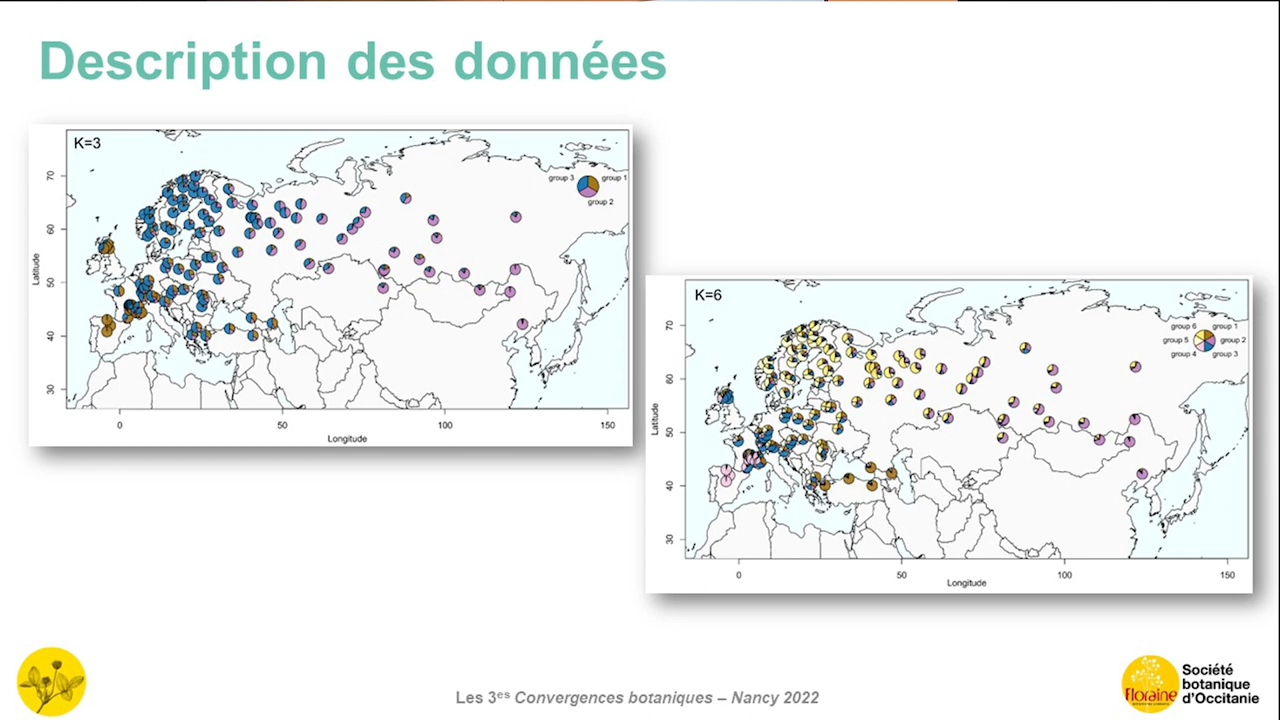 Description des données
K=3
group 3
group 1
group 2
70
60
50
40
30
Latitude
0
50
100
150
Longitude
K=6
group 6
group 1
group 5
group 2
group 4
group 3
70
60
50
40
30
Latitude
0
50
100
150
Longitude
Les 3es Convergences botaniques – Nancy 2022
Floraine
Société
botanique
d'Occitanie